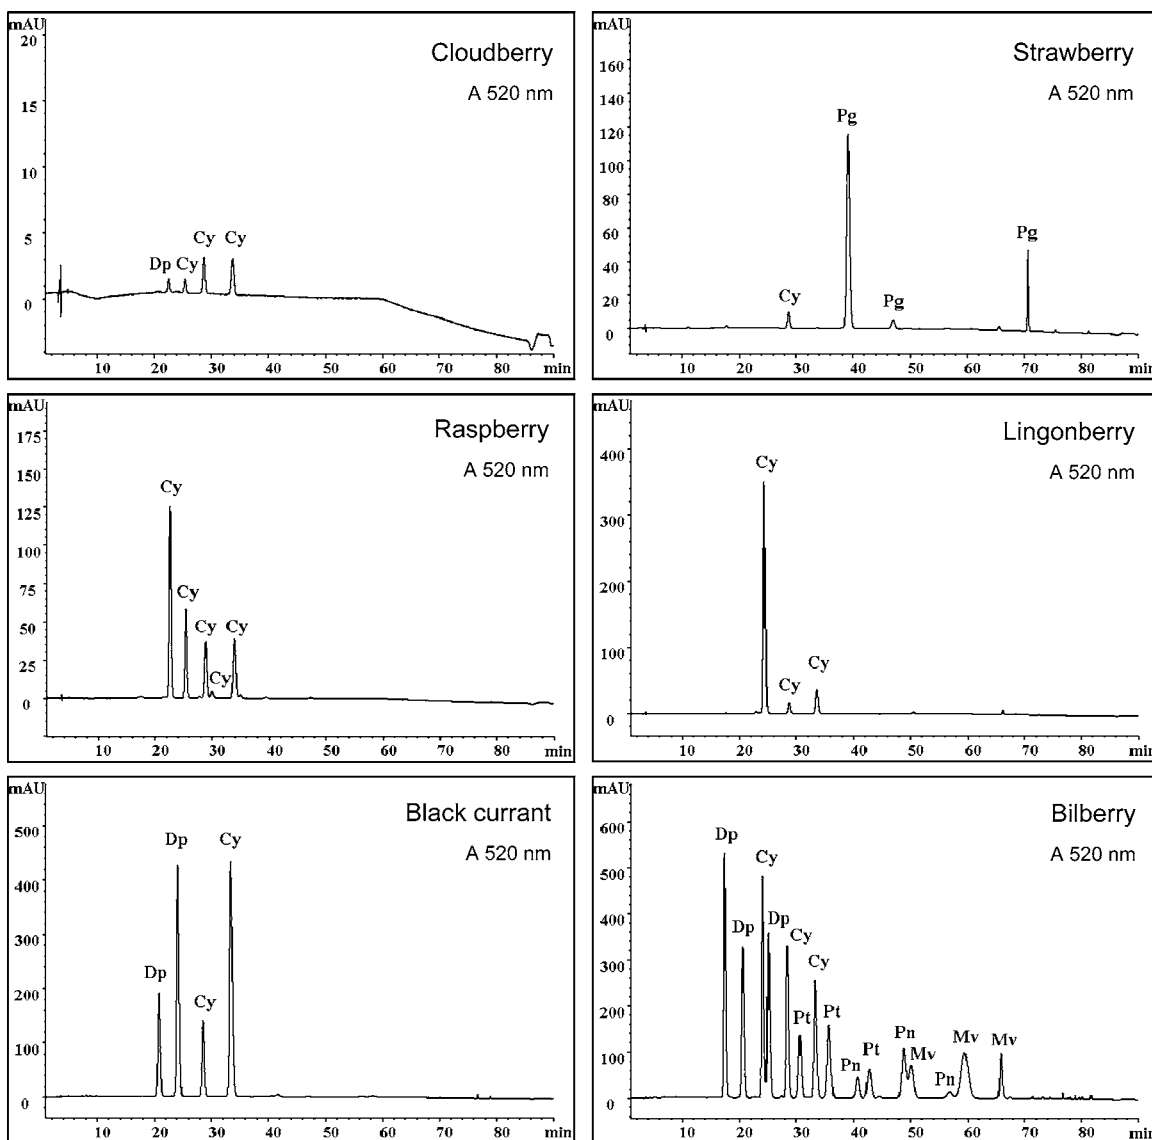 mAU
20
15
10
5
0
Cloudberry
A 520 nm
Dp Cy Cy Cy
10 20 30 40 50 60 70 80 min
mAU
160
140
120
100
80
60
40
20
0
Strawberry
A 520 nm
Cy Pg Pg Pg
10 20 30 40 50 60 70 80 min
mAU
175
150
125
100
75
50
25
0
Raspberry
A 520 nm
Cy Cy Cy Cy Cy
10 20 30 40 50 60 70 80 min
mAU
400
300
200
100
0
Lingonberry
A 520 nm
Cy Cy Cy
10 20 30 40 50 60 70 80 min
mAU
500
400
300
200
100
0
Black currant
A 520 nm
Dp Dp Cy Cy
10 20 30 40 50 60 70 80 min
mAU
600
500
400
300
200
100
0
Bilberry
A 520 nm
Dp Dp Cy Dp Cy Pt Cy Pt Pn Pt Pn Mv Pn Mv Mv
10 20 30 40 50 60 70 80 min